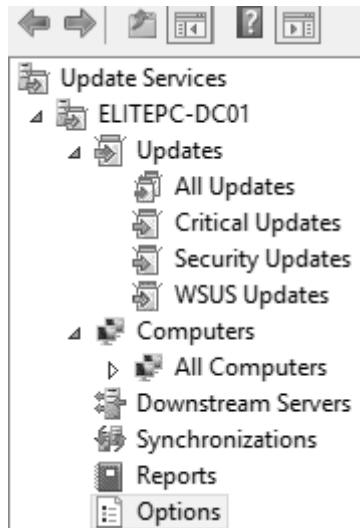 Update Services
ELITEPC-DC01
Updates
All Updates
Critical Updates
Security Updates
WSUS Updates
Computers
All Computers
Downstream Servers
Synchronizations
Reports
Options